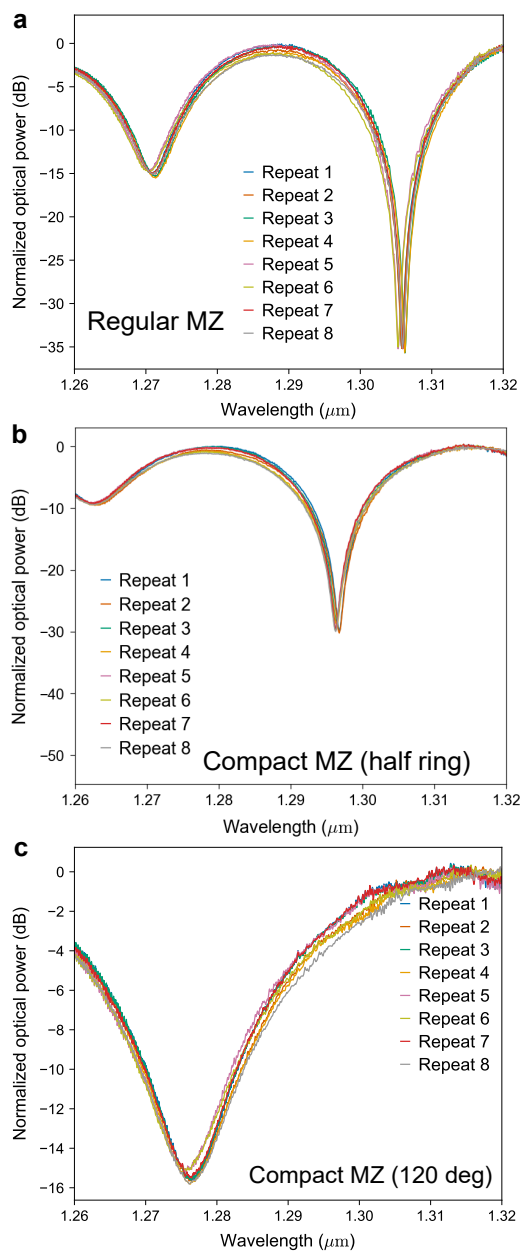 a
Normalized optical power (dB)
0
−5
−10
−15
−20
−25
−30
−35
Repeat 1
Repeat 2
Repeat 3
Repeat 4
Repeat 5
Repeat 6
Repeat 7
Repeat 8
Regular MZ
1.26 1.27 1.28 1.29 1.30 1.31 1.32
Wavelength (μm)
b
Normalized optical power (dB)
0
−10
−20
−30
−40
−50
Repeat 1
Repeat 2
Repeat 3
Repeat 4
Repeat 5
Repeat 6
Repeat 7
Repeat 8
Compact MZ (half ring)
1.26 1.27 1.28 1.29 1.30 1.31 1.32
Wavelength (μm)
c
Normalized optical power (dB)
0
−2
−4
−6
−8
−10
−12
−14
−16
Repeat 1
Repeat 2
Repeat 3
Repeat 4
Repeat 5
Repeat 6
Repeat 7
Repeat 8
Compact MZ (120 deg)
1.26 1.27 1.28 1.29 1.30 1.31 1.32
Wavelength (μm)